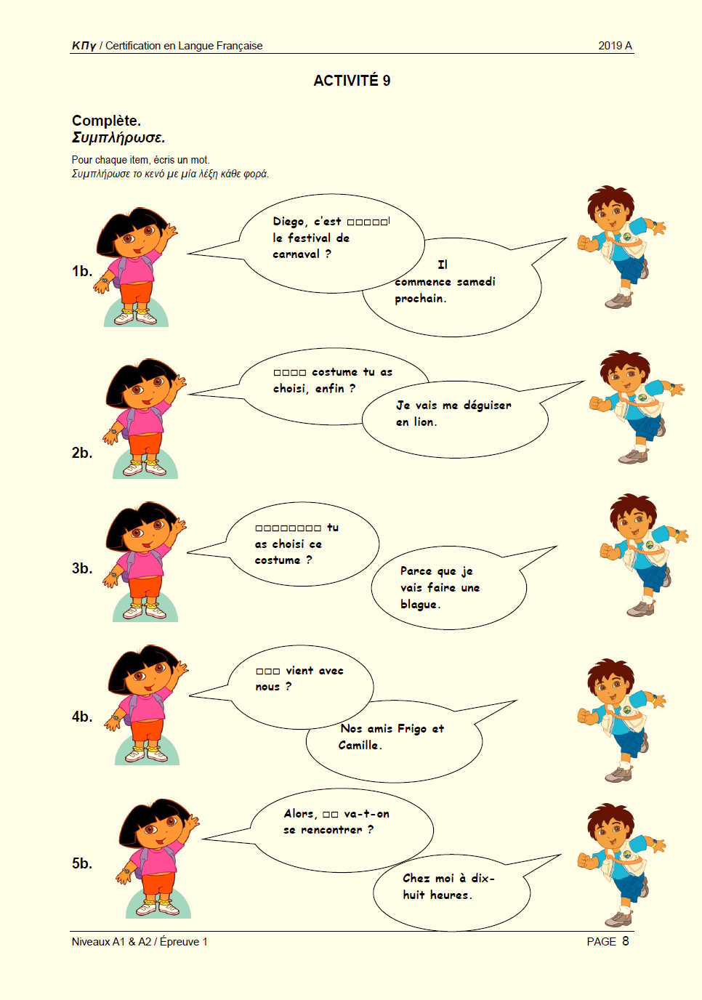 ΚΠγ / Certification en Langue Française 2019 A
ACTIVITÉ 9
Complète.
Συμπλήρωσε.
Pour chaque item, écris un mot.
Συμπλήρωσε το κενό με μία λέξη κάθε φορά.
1b.
Diego, c'est □□□□□
le festival de
carnaval ?
Il
commence samedi
prochain.
2b.
□□□□ costume tu as
choisi, enfin ?
Je vais me déguiser
en lion.
3b.
□□□□□□□□ tu
as choisi ce
costume ?
Parce que je
vais faire une
blague.
4b.
□□□ vient avec
nous ?
Nos amis Frigo et
Camille.
5b.
Alors, □□ va-t-on
se rencontrer ?
Chez moi à dix-
huit heures.
Niveaux A1 & A2 / Épreuve 1 PAGE 8